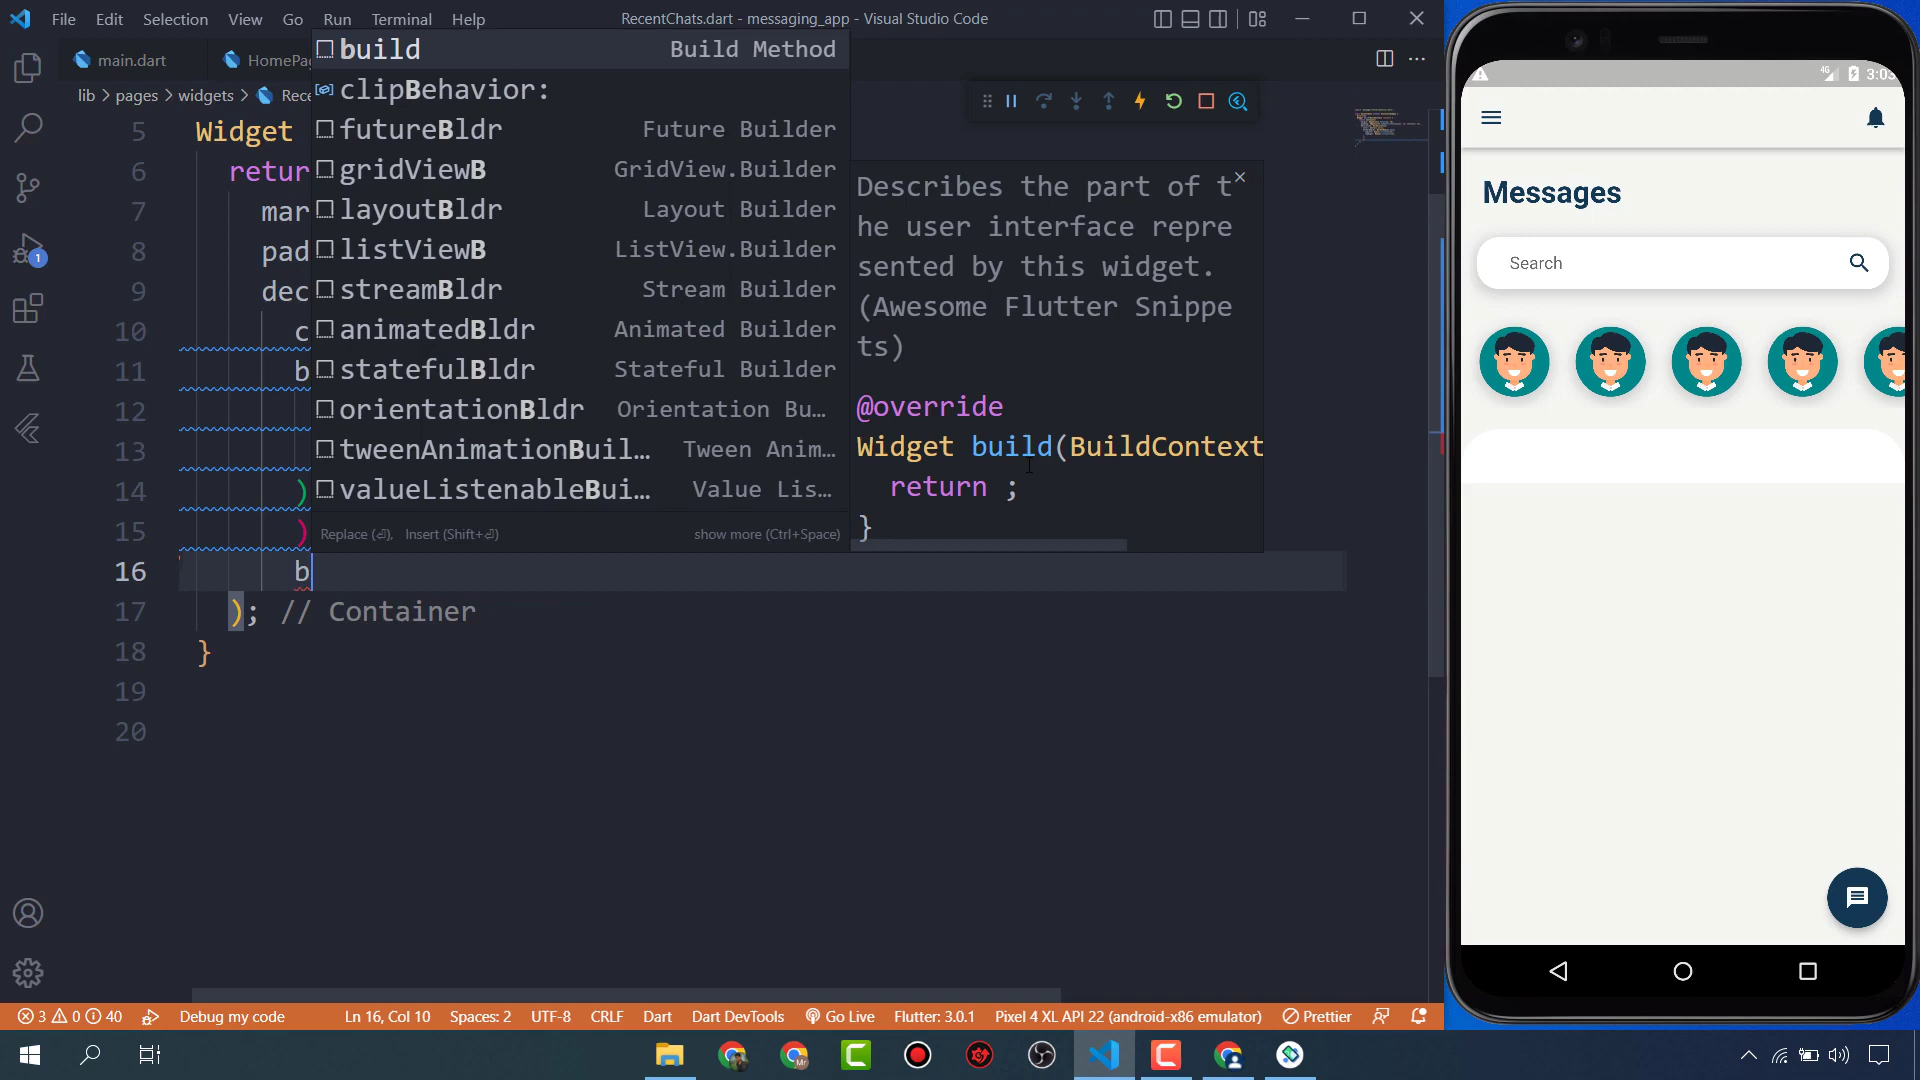 File Edit Selection View Go Run Terminal Help
RecentChats.dart - messaging_app - Visual Studio Code
main.dart
HomePa
lib > pages > widgets > Rece
build Build Method
clipBehavior:
futureBldr Future Builder
gridViewB GridView.Builder
layoutBldr Layout Builder
listViewB ListView.Builder
streamBldr Stream Builder
animatedBldr Animated Builder
statefulBldr Stateful Builder
orientationBldr Orientation Bu...
tweenAnimationBuil... Tween Anim...
valueListenableBui... Value Lis...
Replace (⏎), Insert (Shift+⏎) show more (Ctrl+Space)
Describes the part of t
he user interface repre
sented by this widget.
(Awesome Flutter Snippe
ts)
@override
Widget build(BuildContext
return ;
}
5 Widget
6 retur
7 mar
8 pad
9 dec
10 c
11 b
12
13
14 )
15 )
16 b
17 ); // Container
18 }
19
20
1
3 0 40 Debug my code Ln 16, Col 10 Spaces: 2 UTF-8 CRLF Dart Dart DevTools Go Live Flutter: 3.0.1 Pixel 4 XL API 22 (android-x86 emulator) Prettier
4G 3:03
Messages
Search